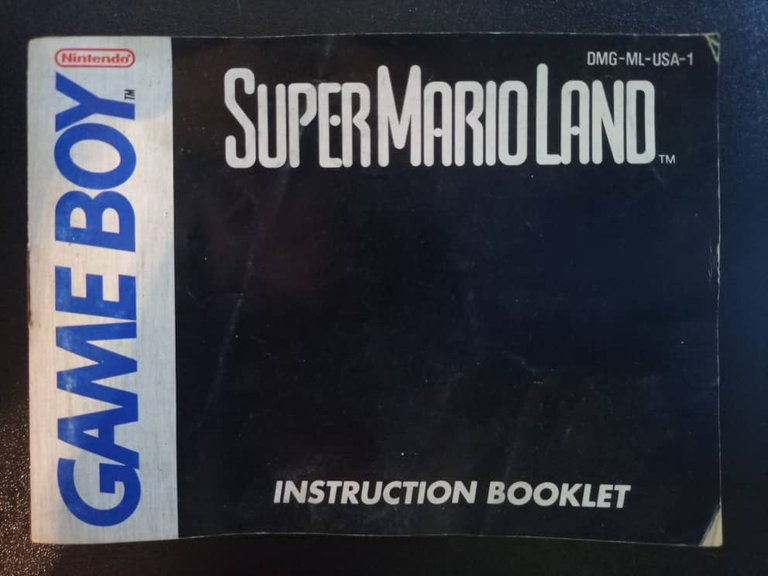 Nintendo®
GAME BOY™
DMG-ML-USA-1
SUPER MARIO LAND™
INSTRUCTION BOOKLET